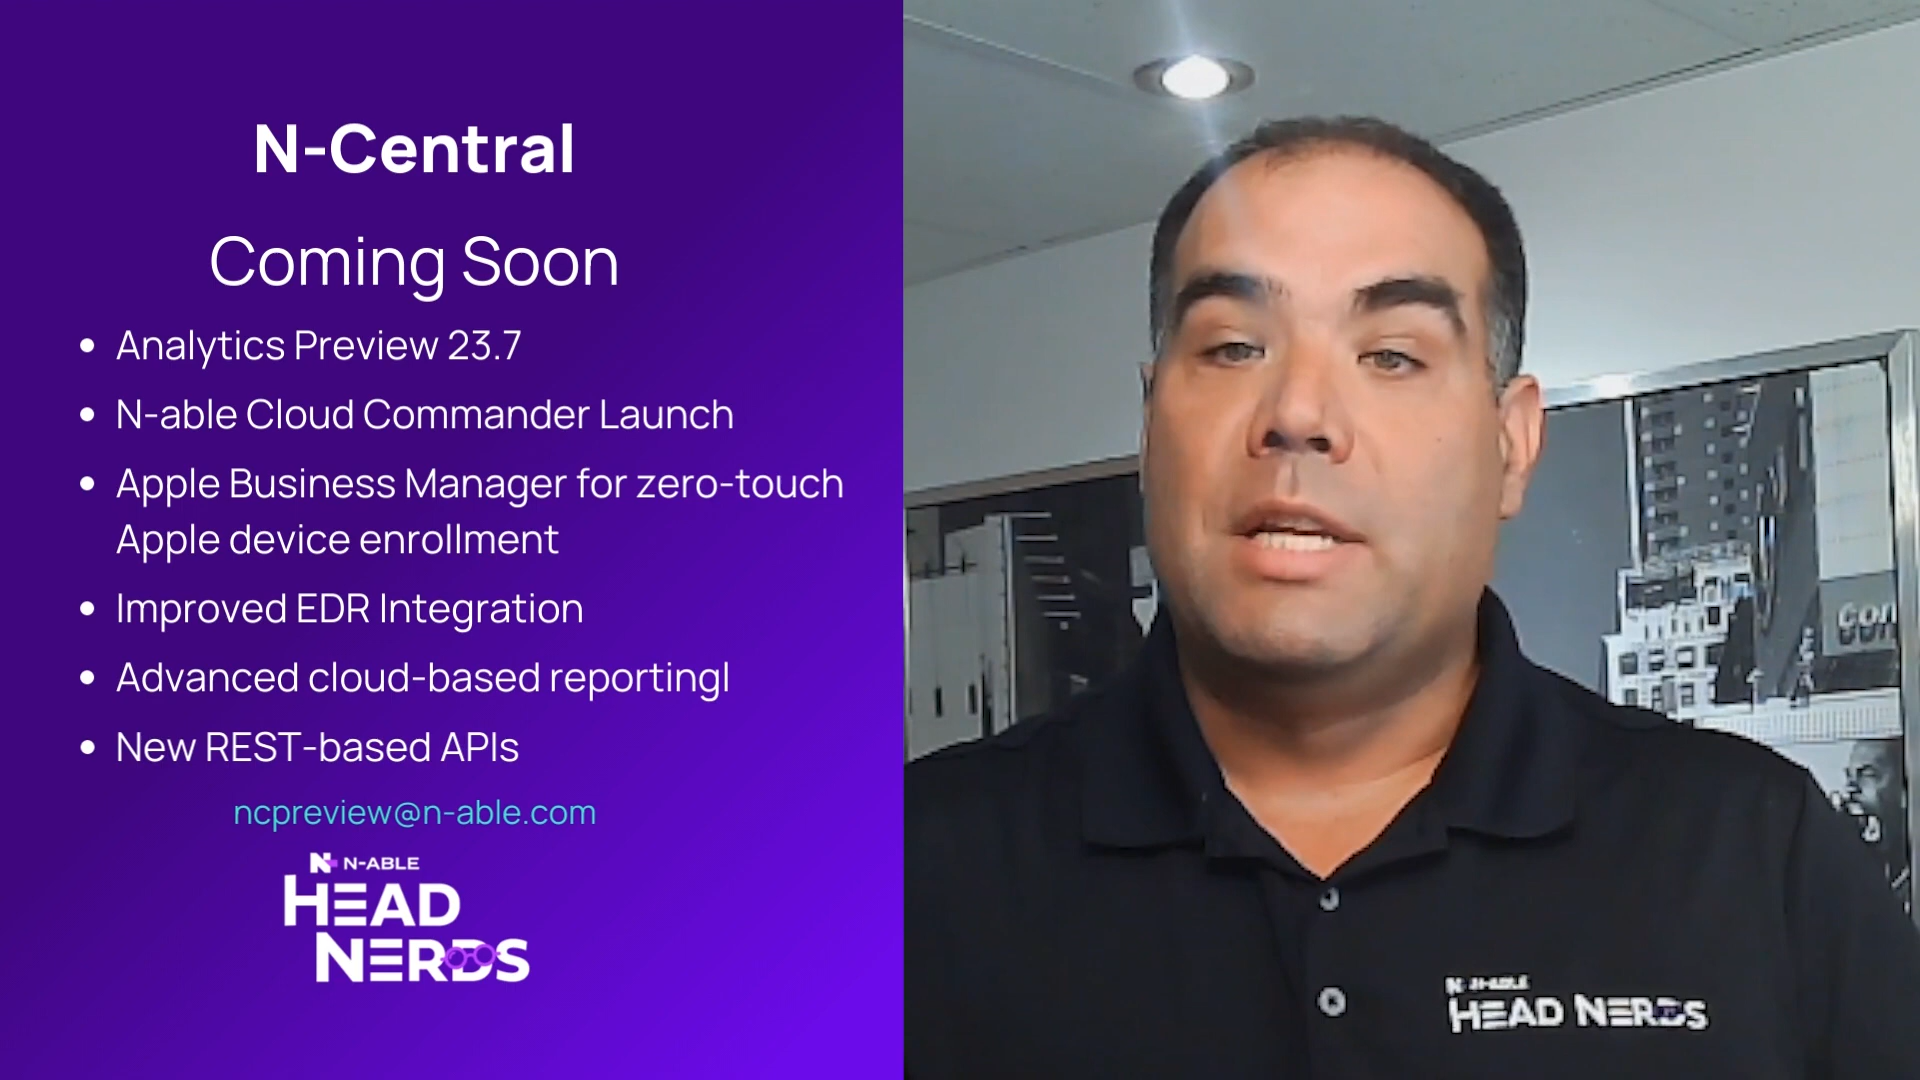 N-Central
Coming Soon
• Analytics Preview 23.7
• N-able Cloud Commander Launch
• Apple Business Manager for zero-touch
Apple device enrollment
• Improved EDR Integration
• Advanced cloud-based reportingl
• New REST-based APIs
ncpreview@n-able.com
N-ABLE
HEAD
NERDS
Con
N-ABLE
HEAD NERDS